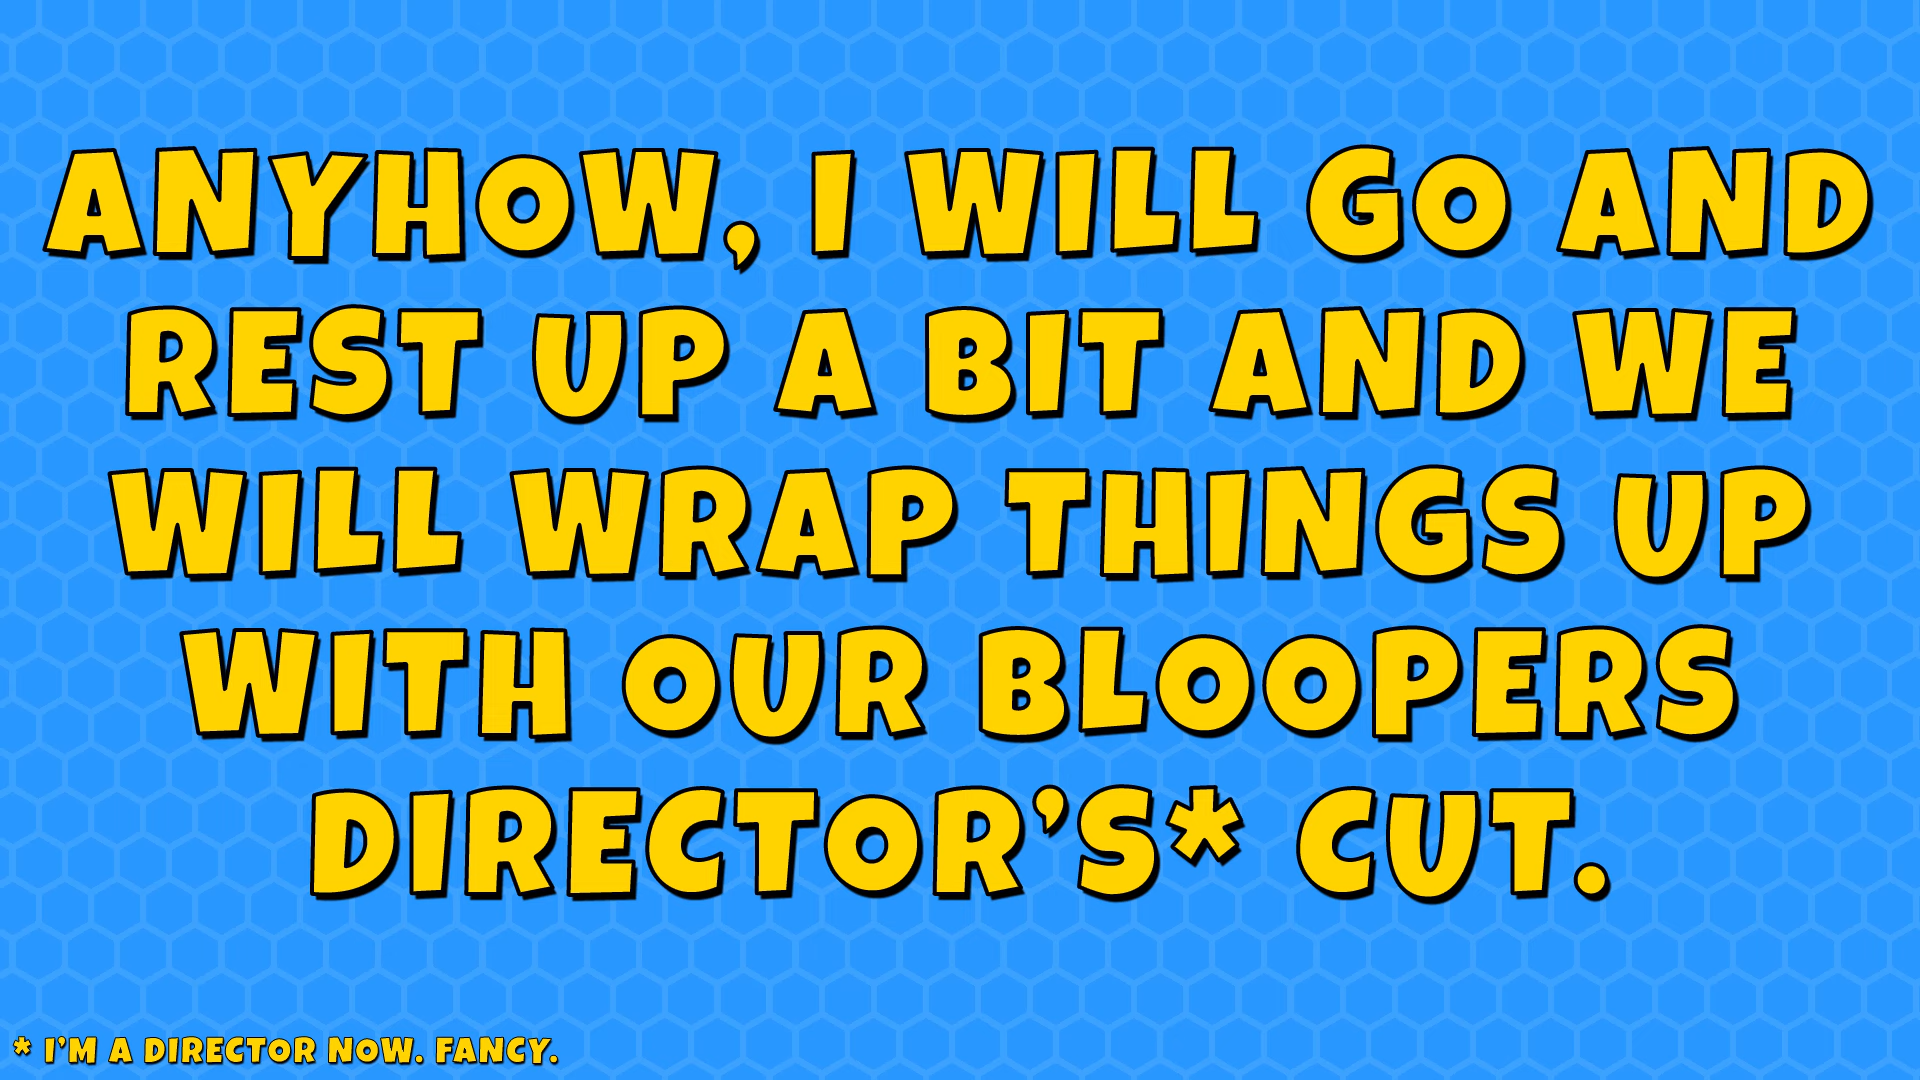 ANYHOW, I WILL GO AND
REST UP A BIT AND WE
WILL WRAP THINGS UP
WITH OUR BLOOPERS
DIRECTOR’S* CUT.
* I’M A DIRECTOR NOW. FANCY.